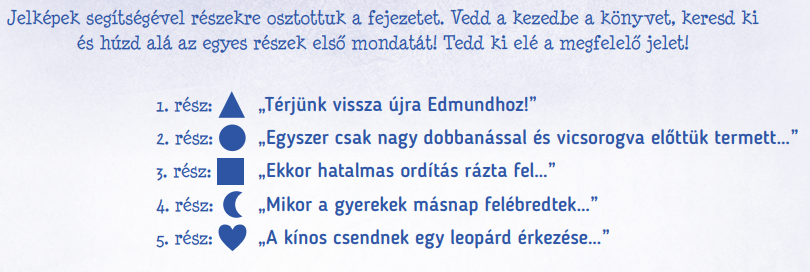 Jelképek segítségével részekre osztottuk a fejezetet. Vedd a kezedbe a könyvet, keresd ki
és húzd alá az egyes részek első mondatát! Tedd ki elé a megfelelő jelet!
1. rész: „Térjünk vissza újra Edmundhoz!”
2. rész: „Egyszer csak nagy dobbanással és vicsorogva előttük termett...”
3. rész: „Ekkor hatalmas ordítás rázta fel...”
4. rész: „Mikor a gyerekek másnap felébredtek...”
5. rész: „A kínos csendnek egy leopárd érkezése...”